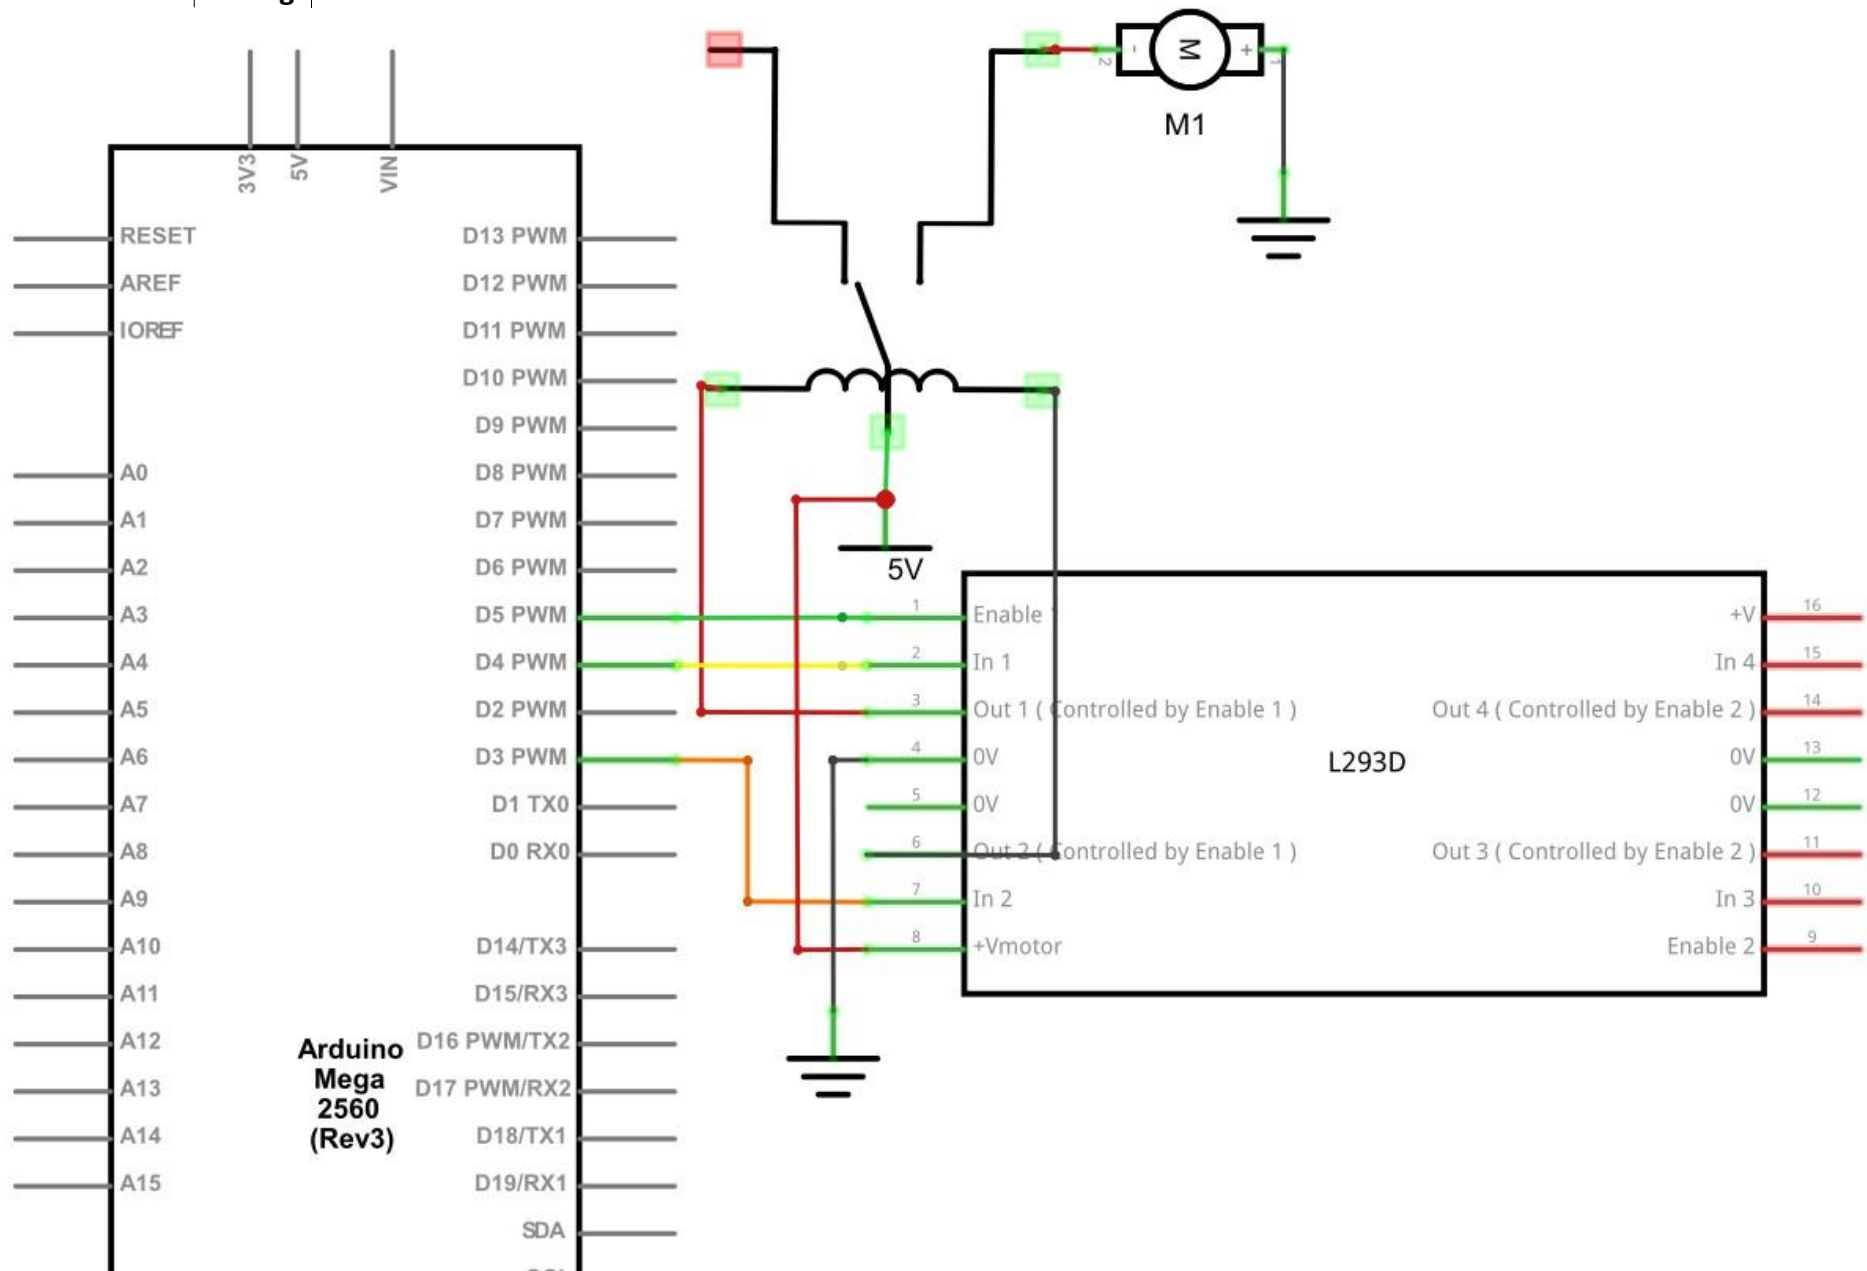 M
-
+
2
1
M1
3V3
5V
VIN
RESET
AREF
IOREF
A0
A1
A2
A3
A4
A5
A6
A7
A8
A9
A10
A11
A12
A13
A14
A15
D13 PWM
D12 PWM
D11 PWM
D10 PWM
D9 PWM
D8 PWM
D7 PWM
D6 PWM
D5 PWM
D4 PWM
D2 PWM
D3 PWM
D1 TX0
D0 RX0
D14/TX3
D15/RX3
D16 PWM/TX2
D17 PWM/RX2
D18/TX1
D19/RX1
SDA
Arduino
Mega
2560
(Rev3)
5V
1
Enable
2
In 1
3
Out 1 ( Controlled by Enable 1 )
4
0V
5
0V
6
Out 2 ( Controlled by Enable 1 )
7
In 2
8
+Vmotor
L293D
+V
16
In 4
15
Out 4 ( Controlled by Enable 2 )
14
0V
13
0V
12
Out 3 ( Controlled by Enable 2 )
11
In 3
10
Enable 2
9